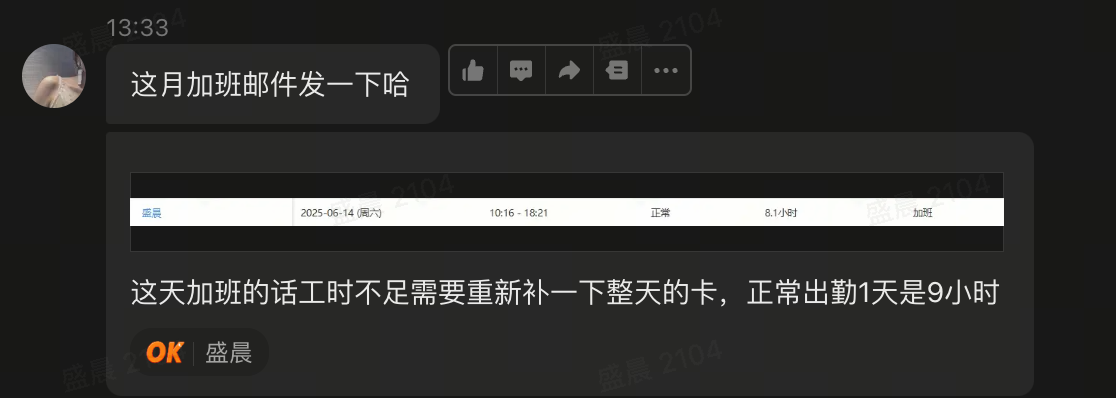 13:33
这月加班邮件发一下哈
盛晨 2025-06-14 (周六) 10:16 - 18:21 正常 8.1小时 加班
这天加班的话工时不足需要重新补一下整天的卡，正常出勤1天是9小时
OK 盛晨
盛晨 2104
盛晨 2104
盛晨 2104
盛晨 2104
盛晨 2104
盛晨 2104